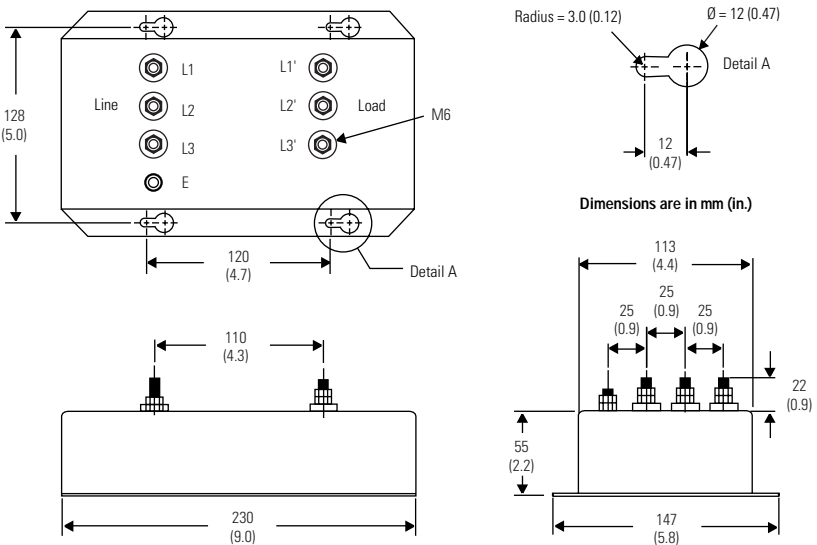 Radius = 3.0 (0.12)
Ø = 12 (0.47)
Detail A
12
(0.47)
128
(5.0)
Line
L1
L2
L3
E
L1'
L2'
L3'
Load
M6
120
(4.7)
Detail A
Dimensions are in mm (in.)
110
(4.3)
230
(9.0)
113
(4.4)
25
(0.9)
25
(0.9)
25
(0.9)
22
(0.9)
55
(2.2)
147
(5.8)